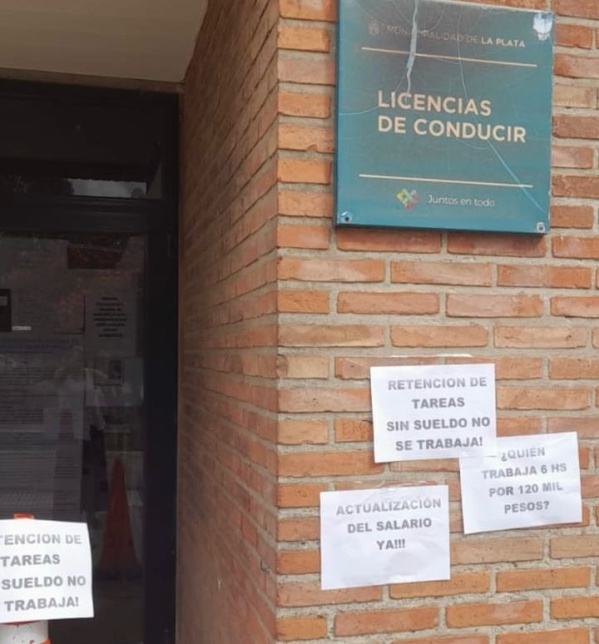 MUNICIPALIDAD DE LA PLATA
LICENCIAS
DE CONDUCIR
Juntos en todo
RETENCION DE
TAREAS
SIN SUELDO NO
SE TRABAJA!
¿QUIÉN
TRABAJA 6 HS
POR 120 MIL
PESOS?
ACTUALIZACIÓN
DEL SALARIO
YA!!!
TENCION DE
TAREAS
SUELDO NO
TRABAJA!